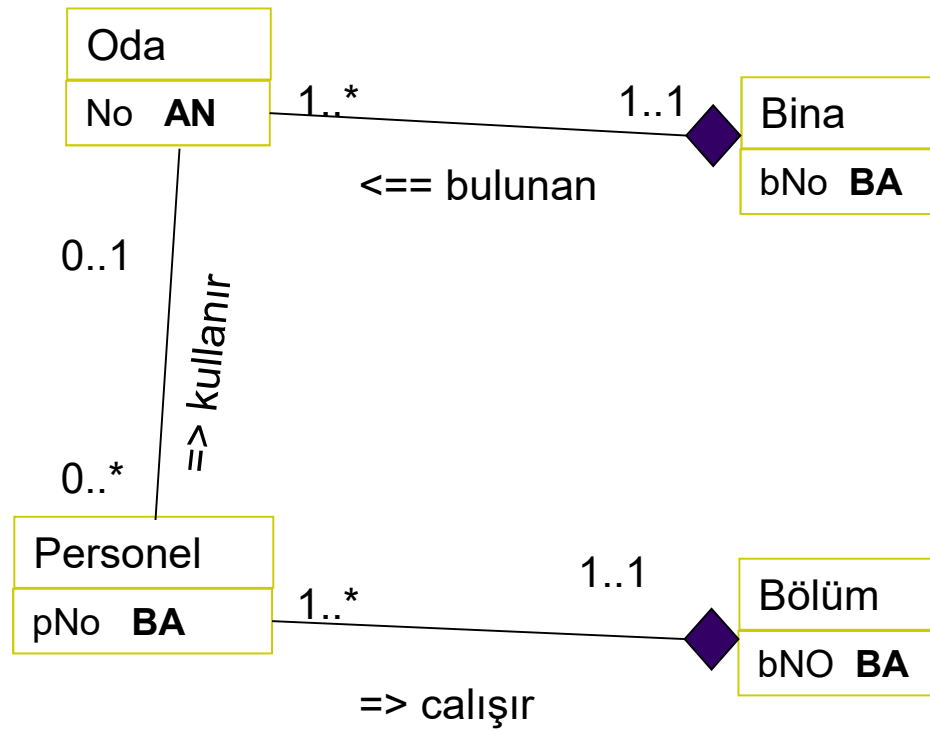 Oda
No AN
1..*
1..1
Bina
bNo BA
<== bulunan
0..1
=> kullanır
0..*
Personel
pNo BA
1..*
1..1
Bölüm
bNO BA
=> calışır